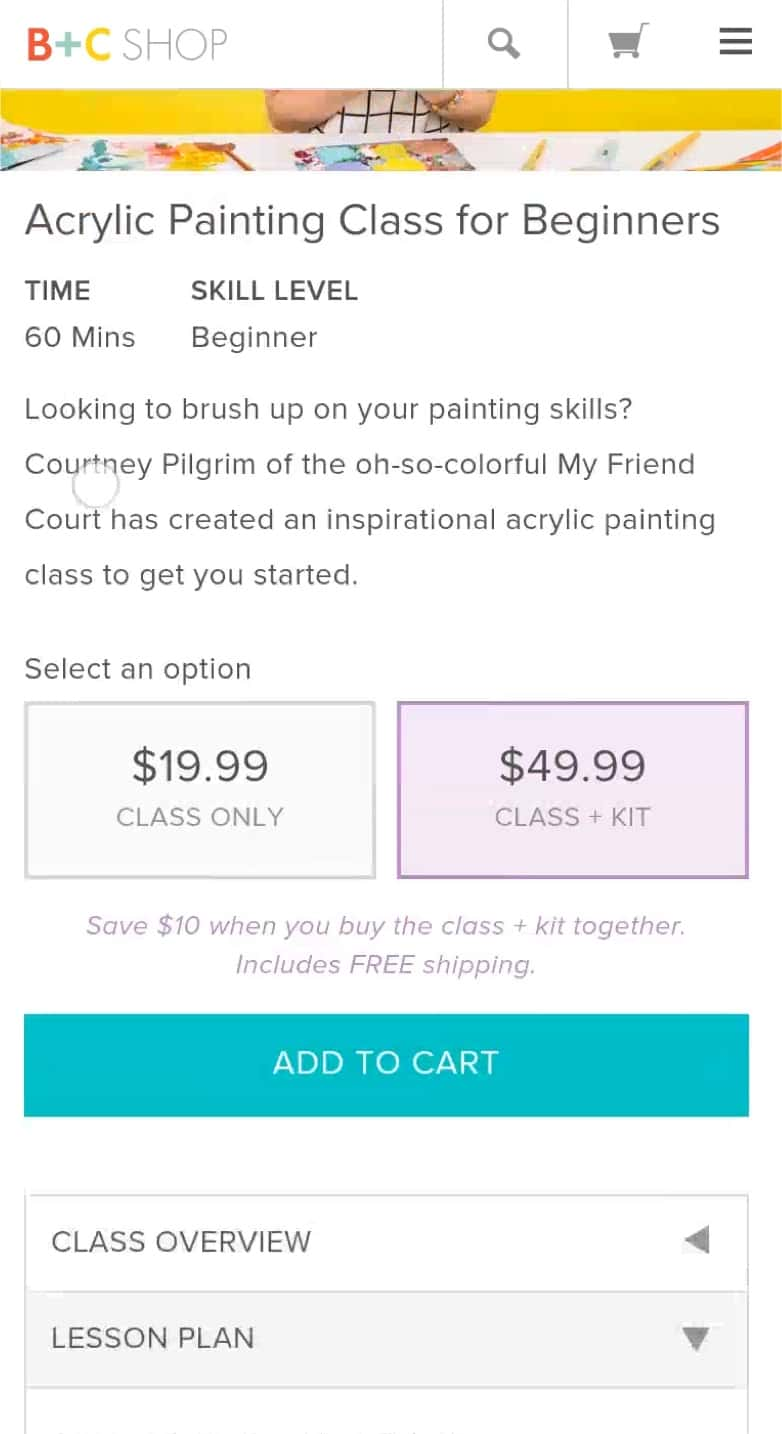 B+C SHOP
Acrylic Painting Class for Beginners
TIME SKILL LEVEL
60 Mins Beginner
Looking to brush up on your painting skills?
Courtney Pilgrim of the oh-so-colorful My Friend
Court has created an inspirational acrylic painting
class to get you started.
Select an option
$19.99 $49.99
CLASS ONLY CLASS + KIT
Save $10 when you buy the class + kit together.
Includes FREE shipping.
ADD TO CART
CLASS OVERVIEW
LESSON PLAN